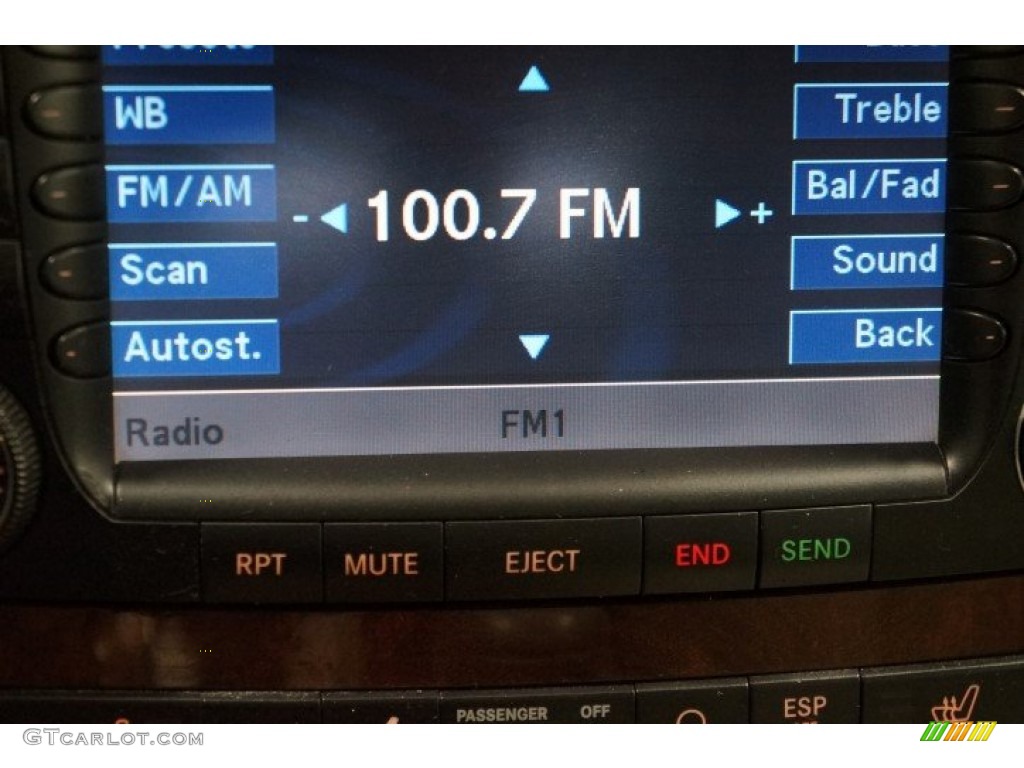 Presets
WB
Treble
FM/AM
Bal/Fad
- 100.7 FM +
Scan
Sound
Autost.
Back
Radio
FM1
RPT
MUTE
EJECT
END
SEND
PASSENGER OFF
ESP
GTCARLOT.COM